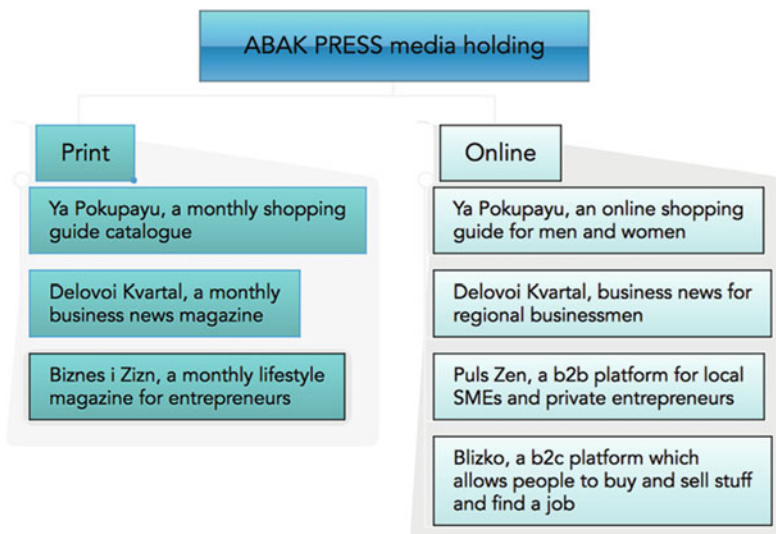 ABAK PRESS media holding
Print
Ya Pokupayu, a monthly shopping
guide catalogue
Delovoi Kvartal, a monthly
business news magazine
Biznes i Zizn, a monthly lifestyle
magazine for entrepreneurs
Online
Ya Pokupayu, an online shopping
guide for men and women
Delovoi Kvartal, business news for
regional businessmen
Puls Zen, a b2b platform for local
SMEs and private entrepreneurs
Blizko, a b2c platform which
allows people to buy and sell stuff
and find a job